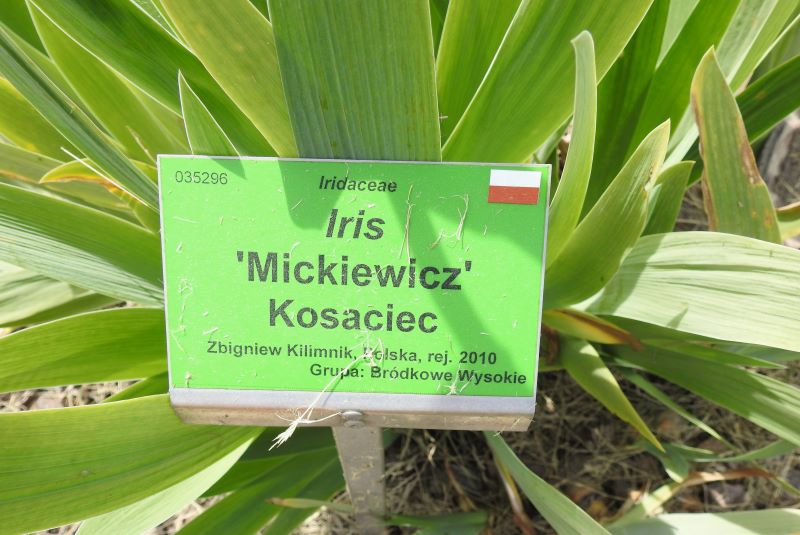 035296
Iridaceae
Iris
'Mickiewicz'
Kosaciec
Zbigniew Kilimnik, Polska, rej. 2010
Grupa: Bródkowe Wysokie